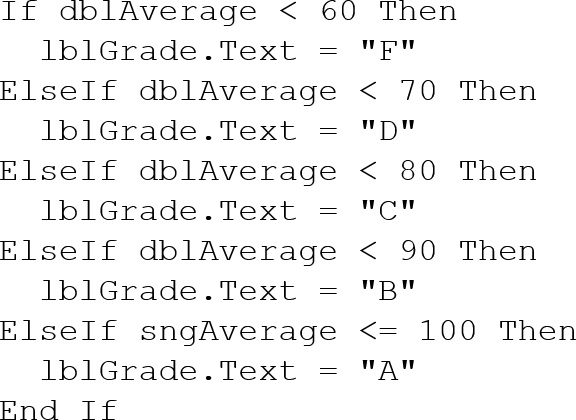 If dblAverage < 60 Then
  lblGrade.Text = "F"
ElseIf dblAverage < 70 Then
  lblGrade.Text = "D"
ElseIf dblAverage < 80 Then
  lblGrade.Text = "C"
ElseIf dblAverage < 90 Then
  lblGrade.Text = "B"
ElseIf sngAverage <= 100 Then
  lblGrade.Text = "A"
End If